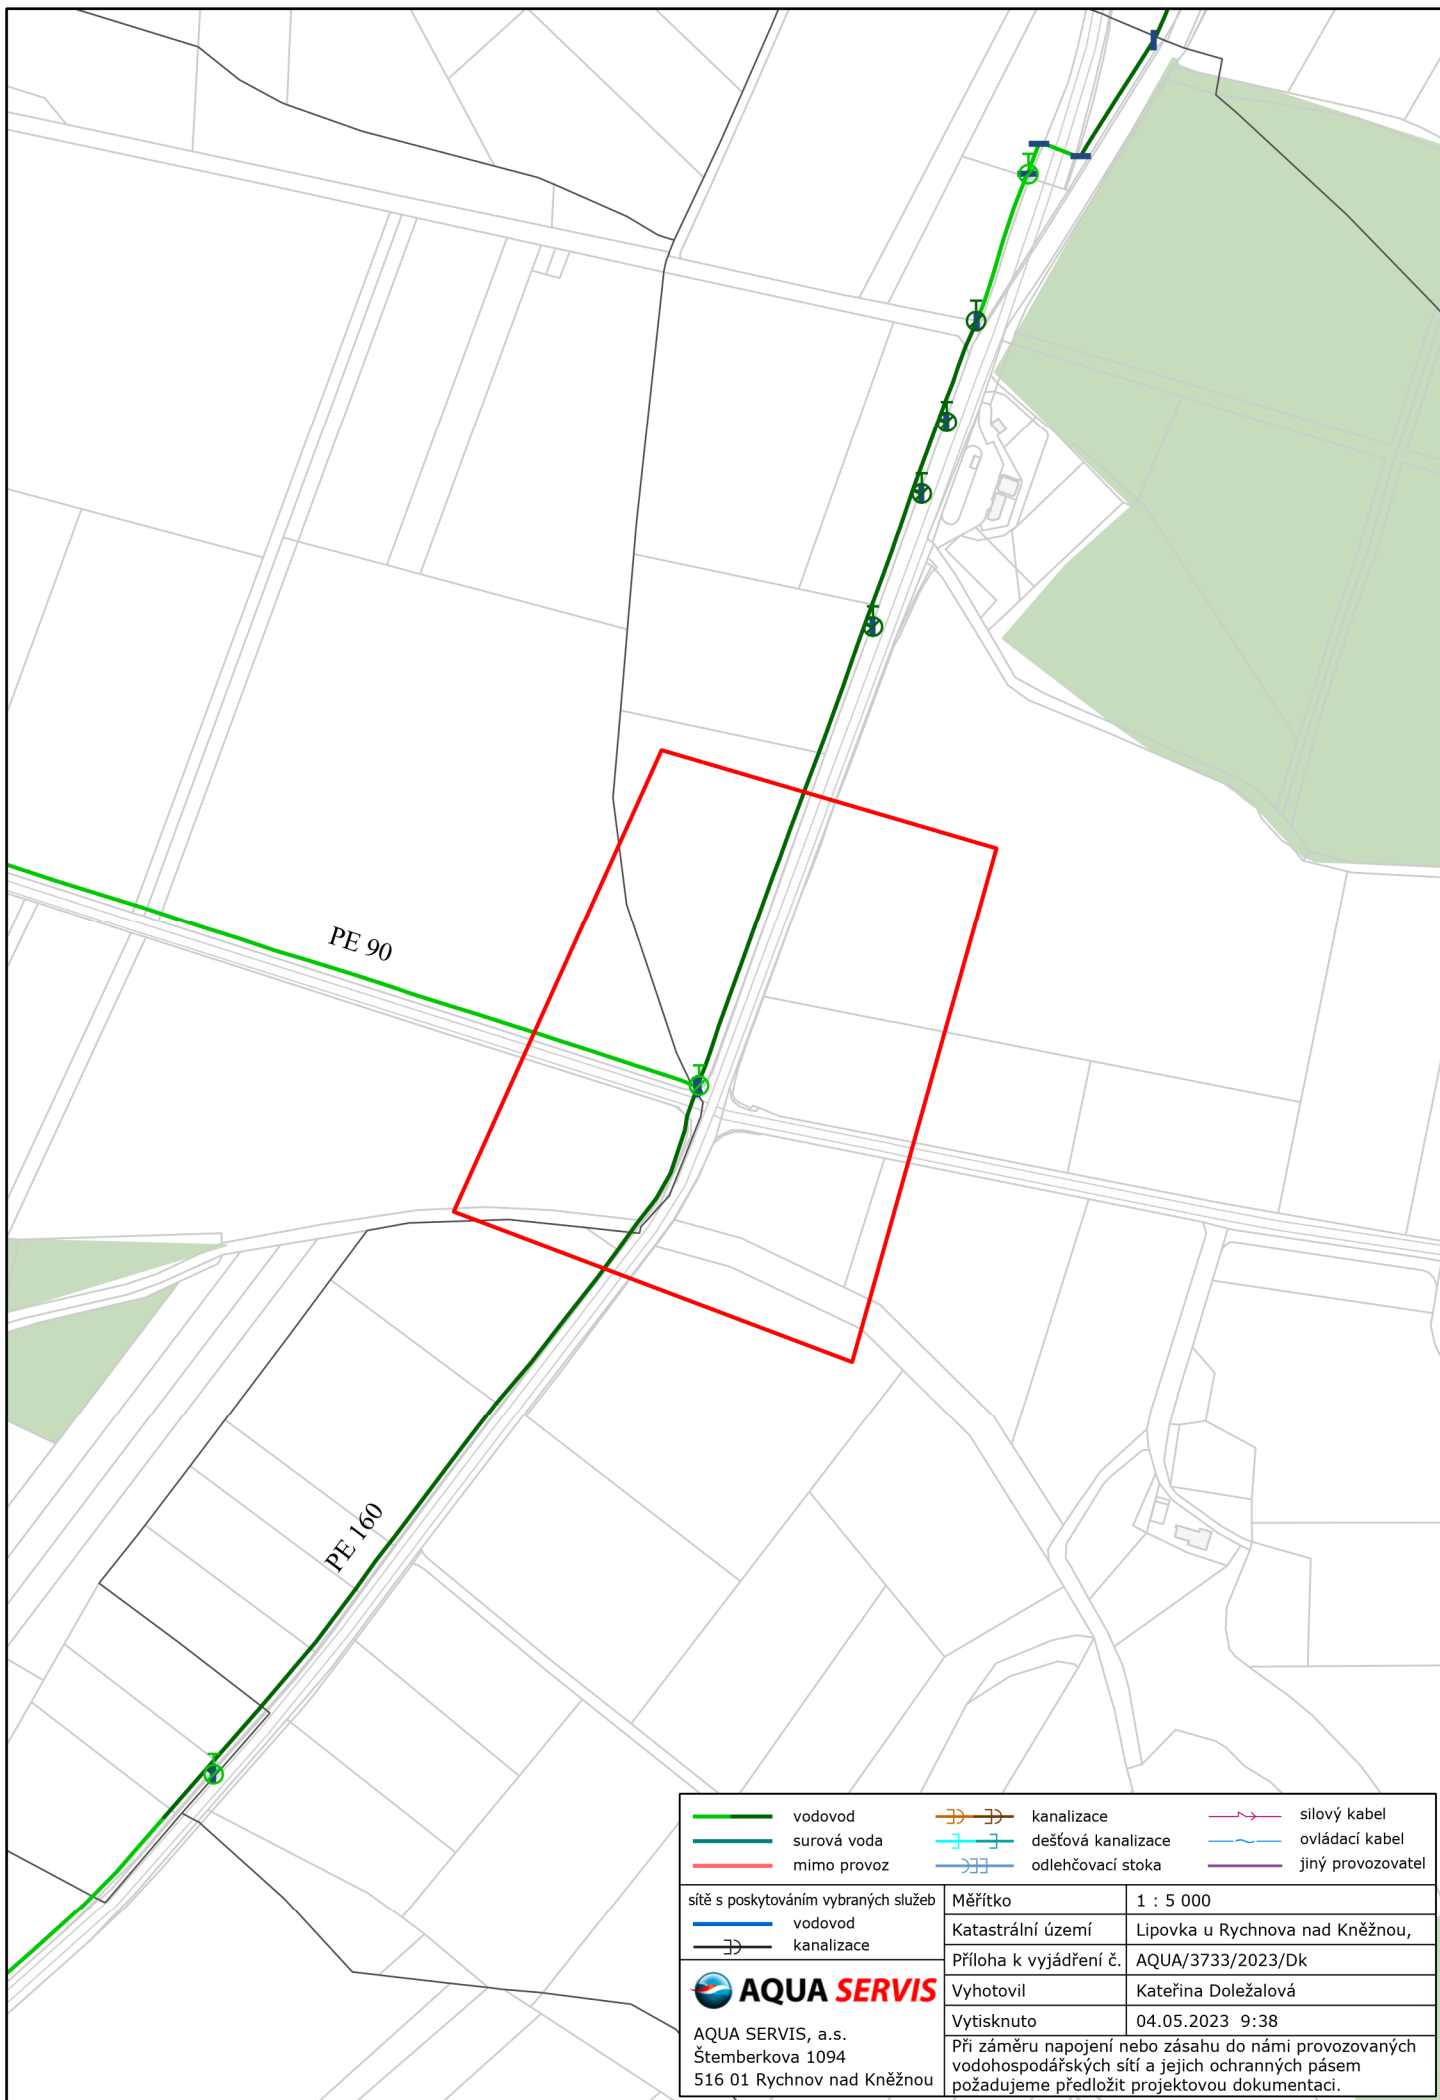 PE 90
PE 160
vodovod
surová voda
mimo provoz
kanalizace
dešťová kanalizace
odlehčovací stoka
silový kabel
ovládací kabel
jiný provozovatel
sítě s poskytováním vybraných služeb
vodovod
kanalizace
AQUA SERVIS
AQUA SERVIS, a.s.
Štemberkova 1094
516 01 Rychnov nad Kněžnou
Měřítko 1 : 5 000
Katastrální území Lipovka u Rychnova nad Kněžnou,
Příloha k vyjádření č. AQUA/3733/2023/Dk
Vyhotovil Kateřina Doležalová
Vytisknuto 04.05.2023 9:38
Při záměru napojení nebo zásahu do námi provozovaných
vodohospodářských sítí a jejich ochranných pásem
požadujeme předložit projektovou dokumentaci.